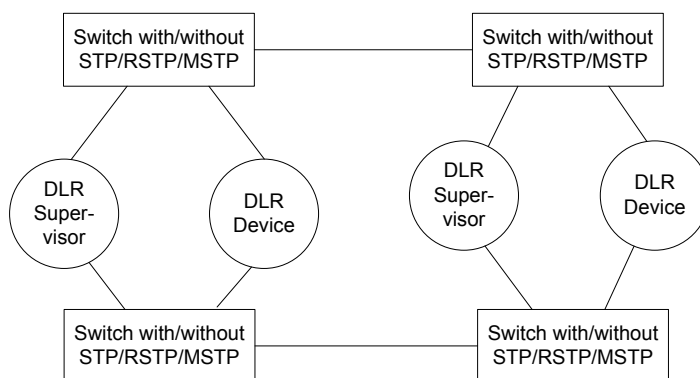 Switch with/without
STP/RSTP/MSTP
Switch with/without
STP/RSTP/MSTP
DLR
Super-
visor
DLR
Device
DLR
Super-
visor
DLR
Device
Switch with/without
STP/RSTP/MSTP
Switch with/without
STP/RSTP/MSTP